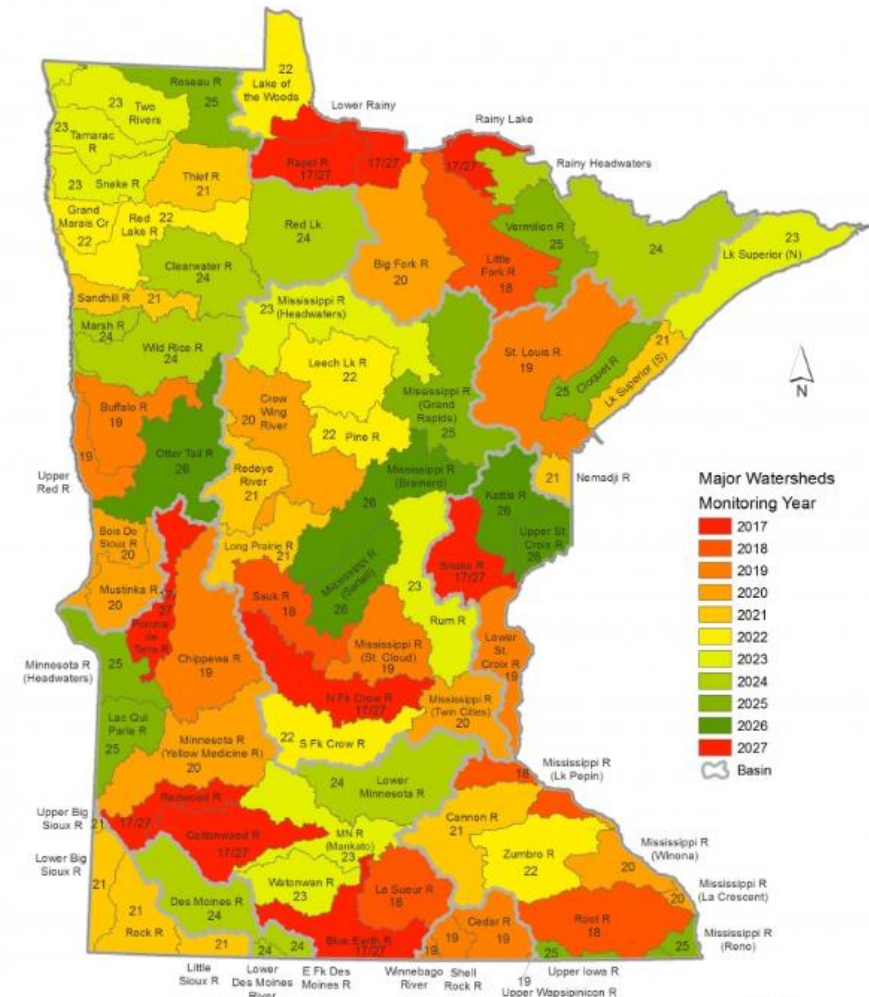 22
Lake of
the Woods
Roseau R
25
Lower Rainy
23
Two
Rivers
23
Tamarac
R
Rapid R
17/27
17/27
Rainy Lake
17/27
Rainy Headwaters
23
Snake R
Thief R
21
Grand
Marais Cr
22
Red
Lake R
22
Red Lk
24
Vermilion R
25
24
23
Lk Superior (N)
Clearwater R
24
Big Fork R
20
Little
Fork R
18
Sandhill R
21
23
Mississippi R
(Headwaters)
Marsh R
24
Wild Rice R
24
Leech Lk R
22
St. Louis R
19
25
Cloquet R
21
Lk Superior (S)
N
Buffalo R
19
19
Upper
Red R
20
Crow
Wing
River
Mississippi R
(Grand
Rapids)
25
22
Pine R
Otter Tail R
26
Redeye
River
21
Mississippi R
(Brainerd)
26
Kettle R
26
21
Nemadji R
Upper St
Croix R
26
Bois De
Sioux R
20
Long Prairie R
21
Mississippi R
(Sartell)
26
Snake R
17/27
23
Rum R
Mustinka R
20
17/
27
Pomme
de
Terre R
Sauk R
18
Mississippi R
(St. Cloud)
19
Lower
St.
Croix R
19
Minnesota R
(Headwaters)
25
Chippewa R
19
N Fk Crow R
17/27
Mississippi R
(Twin Cities)
20
Lac Qui
Parle R
25
Minnesota R
(Yellow Medicine R)
20
22
S Fk Crow R
24
Lower
Minnesota R
18
Mississippi R
(Lk Pepin)
Upper Big
Sioux R
21
Redwood R
17/27
Cottonwood R
17/27
MN R
(Mankato)
23
Cannon R
21
Zumbro R
22
Mississippi R
(Winona)
20
Lower Big
Sioux R
21
21
Rock R
Des Moines R
24
Watonwan R
23
Le Sueur R
18
Mississippi R
(La Crescent)
20
Blue Earth R
17/27
Cedar R
19
19
19
Root R
18
Mississippi R
(Reno)
25
25
21
24
24
Little
Sioux R
Lower
Des Moines
River
E Fk Des
Moines R
Winnebago
River
Shell
Rock R
19
Upper Wapsipinicon R
Upper Iowa R
Major Watersheds
Monitoring Year
2017
2018
2019
2020
2021
2022
2023
2024
2025
2026
2027
Basin